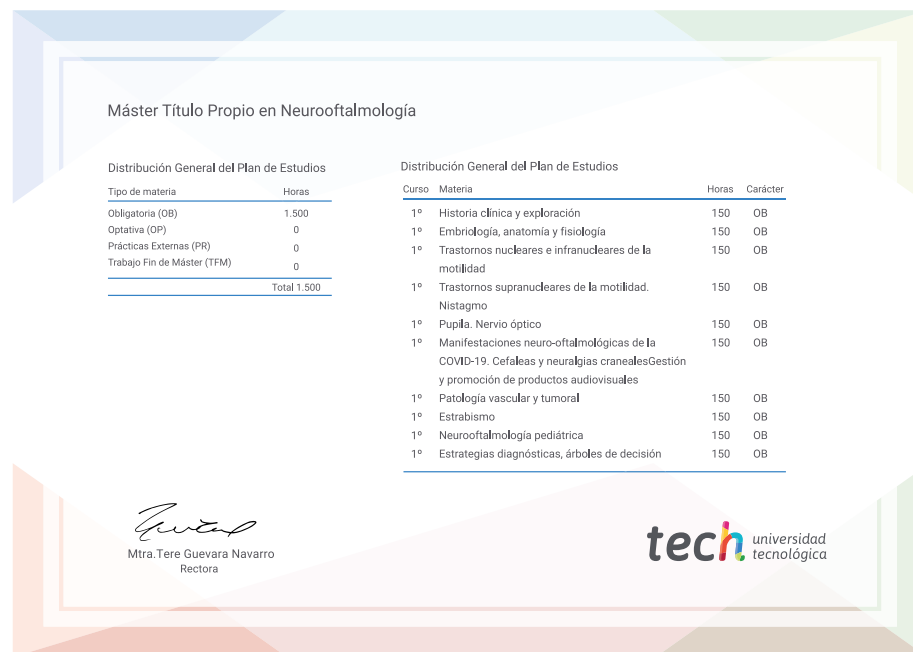 Máster Título Propio en Neurooftalmología
Distribución General del Plan de Estudios
Tipo de materia Horas
Obligatoria (OB) 1.500
Optativa (OP) 0
Prácticas Externas (PR) 0
Trabajo Fin de Máster (TFM) 0
Total 1.500
Distribución General del Plan de Estudios
Curso Materia Horas Carácter
1º Historia clínica y exploración 150 OB
1º Embriología, anatomía y fisiología 150 OB
1º Trastornos nucleares e infranucleares de la 150 OB
motilidad
1º Trastornos supranucleares de la motilidad. 150 OB
Nistagmo
1º Pupila. Nervio óptico 150 OB
1º Manifestaciones neuro-oftalmológicas de la 150 OB
COVID-19. Cefaleas y neuralgias cranealesGestión
y promoción de productos audiovisuales
1º Patología vascular y tumoral 150 OB
1º Estrabismo 150 OB
1º Neurooftalmología pediátrica 150 OB
1º Estrategias diagnósticas, árboles de decisión 150 OB
Mtra.Tere Guevara Navarro
Rectora
tech universidad
tecnológica